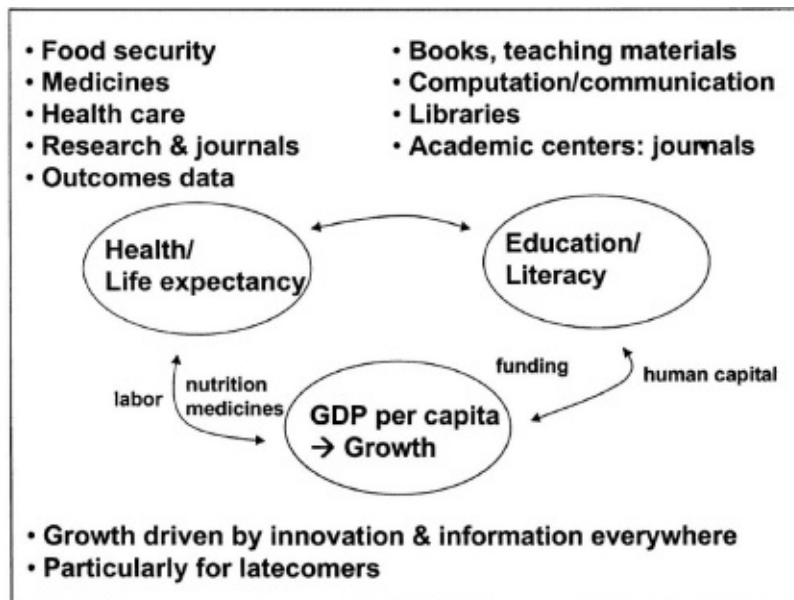 • Food security
• Medicines
• Health care
• Research & journals
• Outcomes data
• Books, teaching materials
• Computation/communication
• Libraries
• Academic centers: journals
Health/
Life expectancy
Education/
Literacy
labor
nutrition
medicines
funding
human capital
GDP per capita
→ Growth
• Growth driven by innovation & information everywhere
• Particularly for latecomers